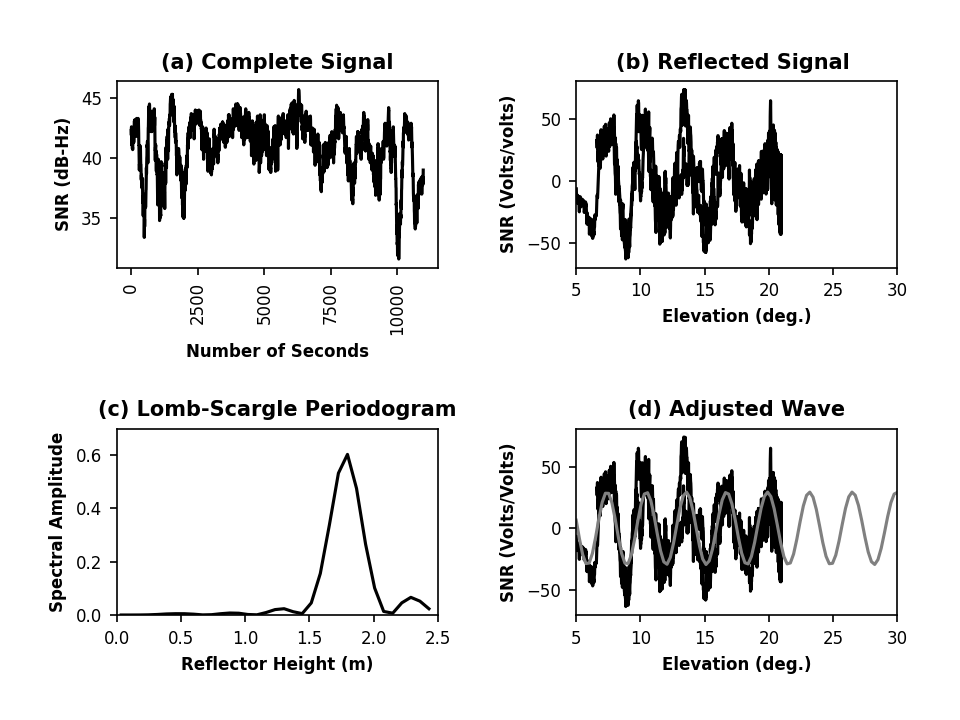 (a) Complete Signal
45
40
35
SNR (dB-Hz)
0
2500
5000
7500
10000
Number of Seconds
(b) Reflected Signal
50
0
−50
SNR (Volts/volts)
5 10 15 20 25 30
Elevation (deg.)
(c) Lomb-Scargle Periodogram
0.6
0.4
0.2
0.0
Spectral Amplitude
0.0 0.5 1.0 1.5 2.0 2.5
Reflector Height (m)
(d) Adjusted Wave
50
0
−50
SNR (Volts/Volts)
5 10 15 20 25 30
Elevation (deg.)